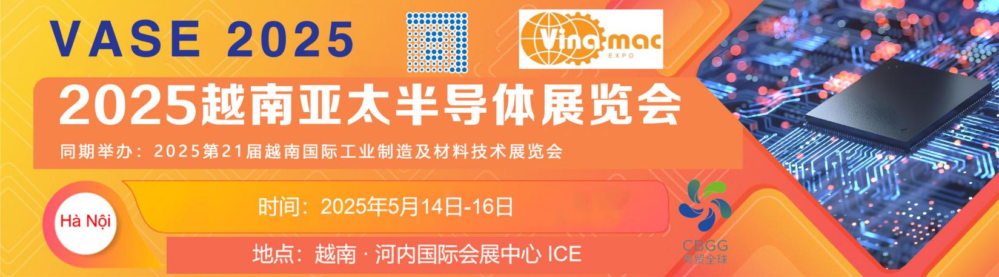 VASE 2025
Vinamac
EXPO
2025越南亚太半导体展览会
同期举办：2025第21届越南国际工业制造及材料技术展览会
Hà Nội
时间：2025年5月14日-16日
地点：越南 · 河内国际会展中心 ICE
CBGG
粤贸全球